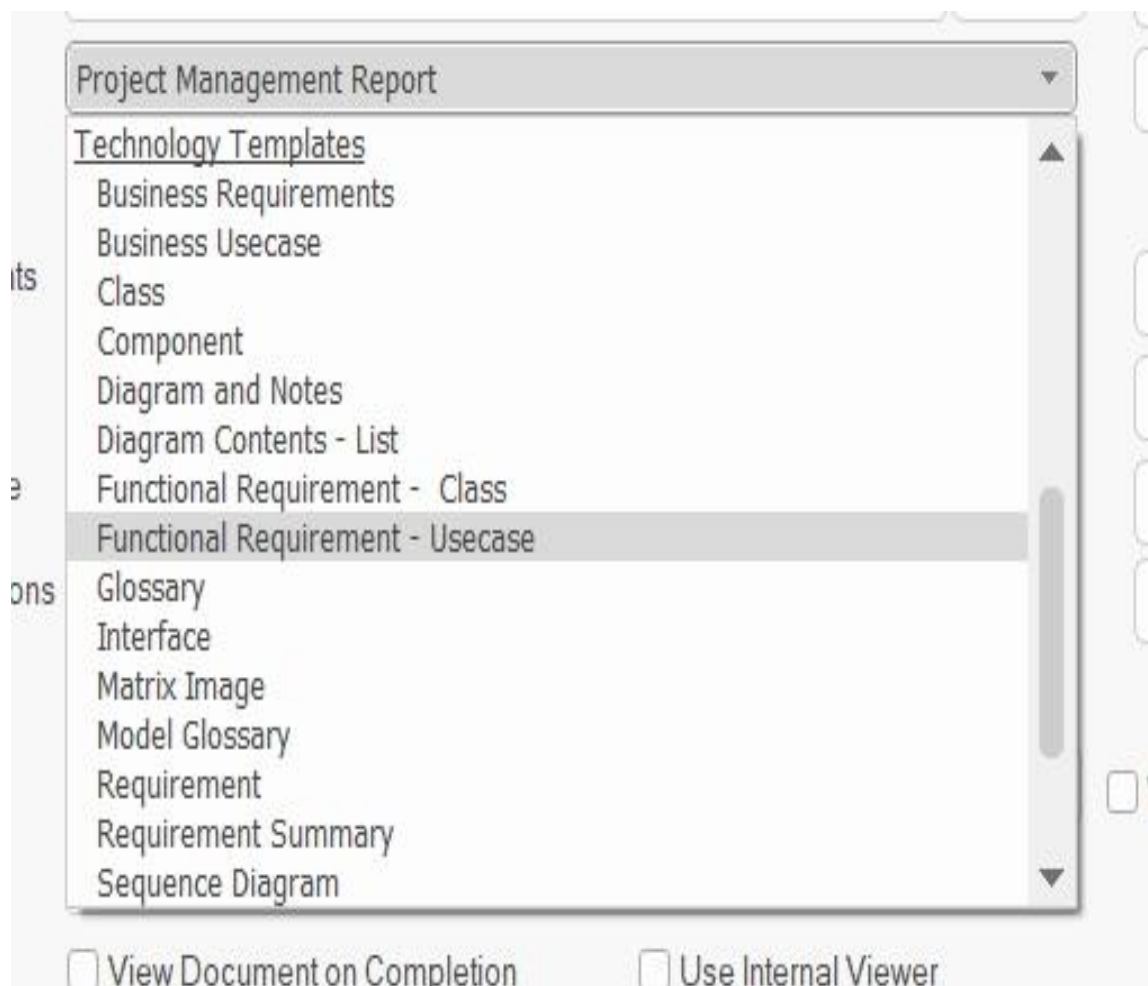 Project Management Report
Technology Templates
Business Requirements
Business Usecase
Class
Component
Diagram and Notes
Diagram Contents - List
Functional Requirement -  Class
Functional Requirement - Usecase
Glossary
Interface
Matrix Image
Model Glossary
Requirement
Requirement Summary
Sequence Diagram
View Document on Completion
Use Internal Viewer